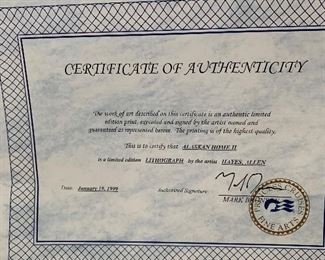 CERTIFICATE OF AUTHENTICITY
The work of art described on this certificate is an authentic limited
edition print, executed and signed by the artist named and
guaranteed as represented herein. The printing is of the highest quality.
This is to certify that ALASKAN HOME II
is a limited edition LITHOGRAPH by the artist HAYES, ALLEN
Date: January 19, 1999 Authorized Signature:
MARK
FINE ARTS